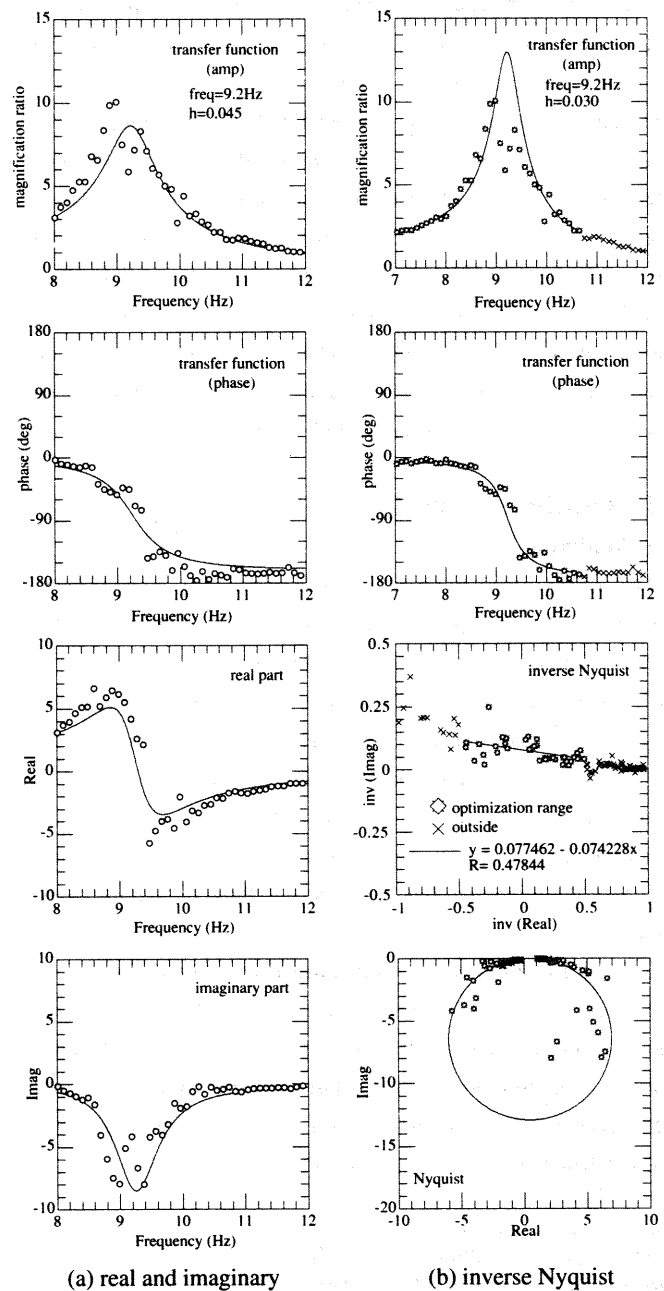 15
10
5
0
magnification ratio
transfer function
(amp)
freq=9.2Hz
h=0.045
8 9 10 11 12
Frequency (Hz)
180
90
0
-90
-180
phase (deg)
transfer function
(phase)
8 9 10 11 12
Frequency (Hz)
10
5
0
-5
-10
Real
real part
8 9 10 11 12
Frequency (Hz)
10
5
0
-5
-10
Imag
imaginary part
8 9 10 11 12
Frequency (Hz)
(a) real and imaginary
15
10
5
0
magnification ratio
transfer function
(amp)
freq=9.2Hz
h=0.030
7 8 9 10 11 12
Frequency (Hz)
180
90
0
-90
-180
phase (deg)
transfer function
(phase)
7 8 9 10 11 12
Frequency (Hz)
0.5
0.25
0
-0.25
-0.5
inv (Imag)
inverse Nyquist
optimization range
outside
y = 0.077462 - 0.074228x
R= 0.47844
-1 -0.5 0 0.5 1
inv (Real)
0
-5
-10
-15
-20
Imag
Nyquist
-10 -5 0 5 10
Real
(b) inverse Nyquist